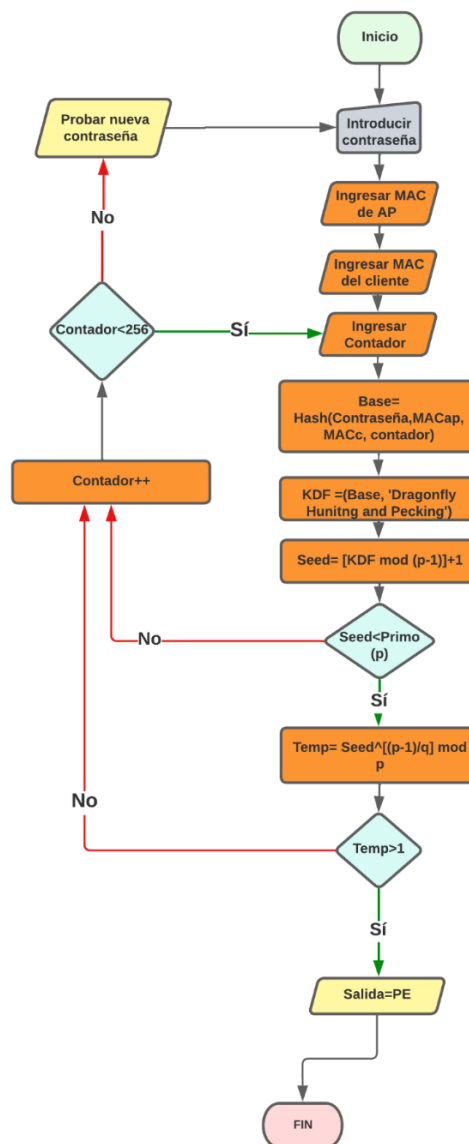 Inicio
Probar nueva
contraseña
Introducir
contraseña
No
Ingresar MAC
de AP
Ingresar MAC
del cliente
Contador<256
Sí
Ingresar
Contador
Base=
Hash(Contraseña,MACap,
MACc, contador)
Contador++
KDF =(Base, 'Dragonfly
Hunitng and Pecking')
Seed= [KDF mod (p-1)]+1
No
Seed<Primo
(p)
Sí
Temp= Seed^[(p-1)/q] mod
p
No
Temp>1
Sí
Salida=PE
FIN